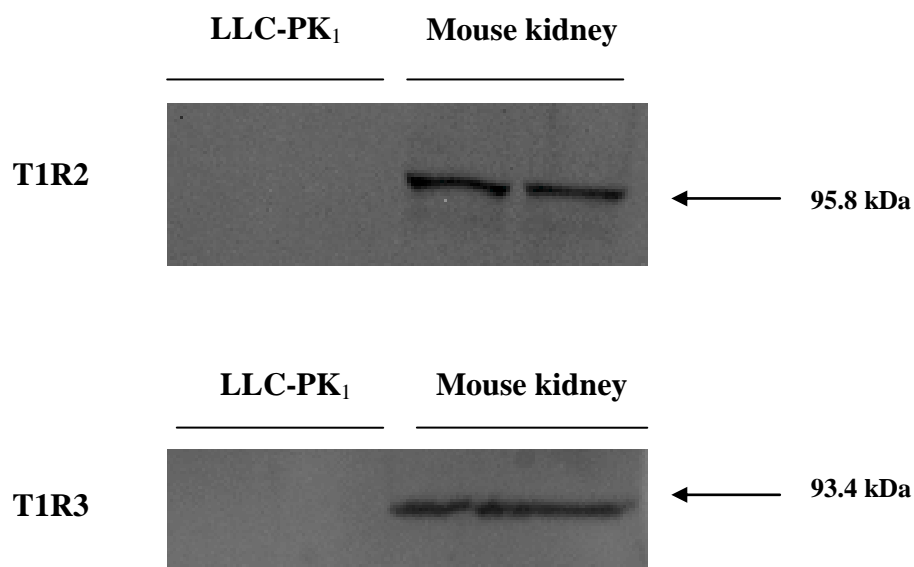 LLC-PK₁ Mouse kidney
T1R2
95.8 kDa
LLC-PK₁ Mouse kidney
T1R3
93.4 kDa